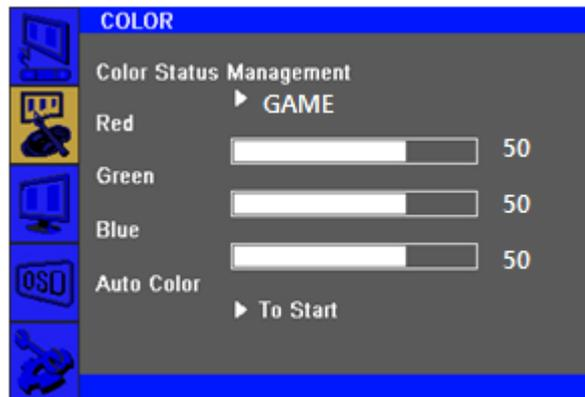 COLOR
Color Status Management
GAME
Red
50
Green
50
Blue
50
Auto Color
To Start
OSD